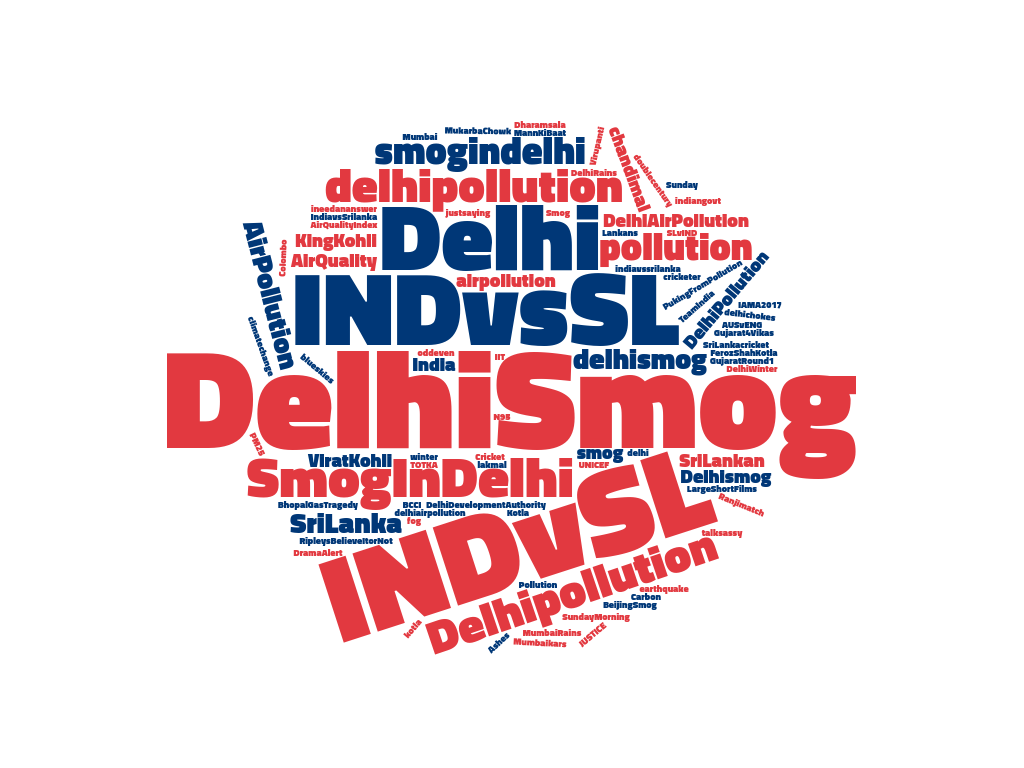 Dharamsala
MukarbaChowk
MannKiBaat
Mumbai
smogindelhi
Virupanti
chandimal
doublecentury
DelhiRains
delhipollution
Sunday
indiangovt
ineedananswer
IndiavsSrilanka
AirQualityIndex
justsaying
Smog
Delhi
DelhiAirPollution
Lankans
SLvIND
KingKohli
pollution
AirPollution
Colombo
AirQuality
airpollution
indiavssrilanka
cricketer
PukingFromPollution
TeamIndia
DelhiPollution
INDvsSL
IAMA2017
delhichokes
AUSvENG
Gujarat4Vikas
climatechange
blueskies
SriLankacricket
FerozShahKotla
GujaratRound1
DelhiWinter
oddeven
India
IIT
delhismog
DelhiSmog
N95
PM25
ViratKohli
winter
TOTKA
Cricket
lakmal
smog
delhi
UNICEF
SriLankan
Delhismog
LargeShortFilms
SmogInDelhi
Ranjimatch
BhopalGasTragedy
BCCI
DelhiDevelopmentAuthority
delhiairpollution
Kotla
fog
SriLanka
INDvSL
RipleysBelieveItorNot
DramaAlert
talksassy
Delhipollution
Pollution
earthquake
Carbon
BeijingSmog
SundayMorning
kotla
Ashes
MumbaiRains
Mumbaikars
JUSTICE